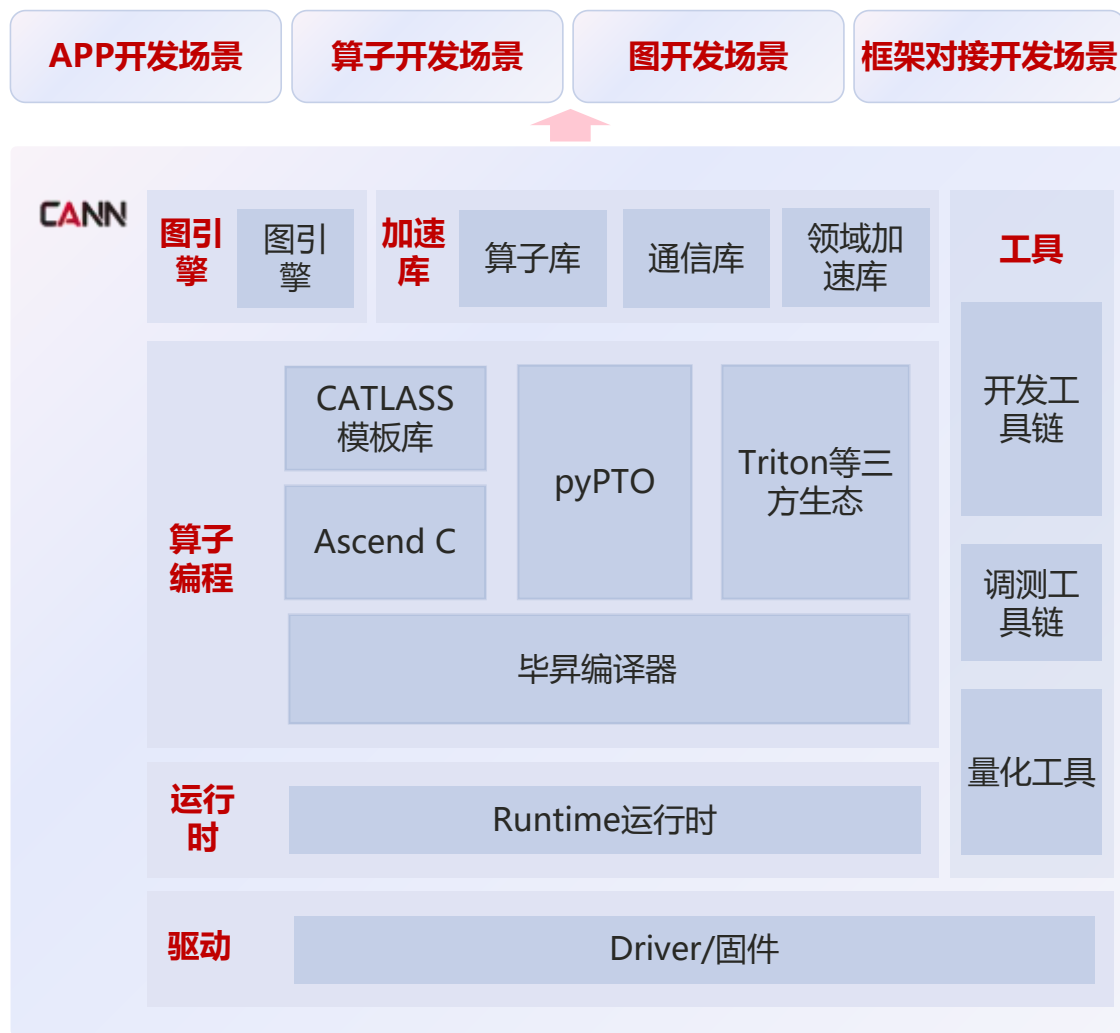 APP开发场景
算子开发场景
图开发场景
框架对接开发场景
CANN
图引
擎
图引
擎
加速
库
算子库
通信库
领域加
速库
工具
开发工
具链
调测工
具链
量化工具
算子
编程
CATLASS
模板库
Ascend C
pyPTO
Triton等三
方生态
毕昇编译器
运行
时
Runtime运行时
驱动
Driver/固件